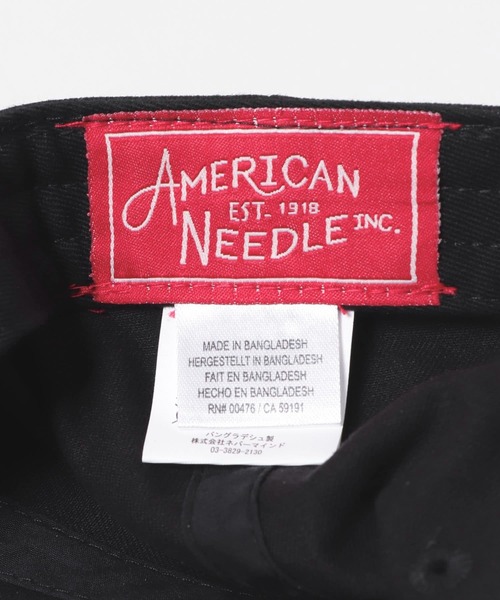 AMERICAN
EST. 1918
NEEDLE INC.
MADE IN BANGLADESH
HERGESTELLT IN BANGLADESH
FAIT EN BANGLADESH
HECHO EN BANGLADESH
RN# 00476 / CA 59191
バングラデシュ製
株式会社ネバーマインド
03-3829-2130